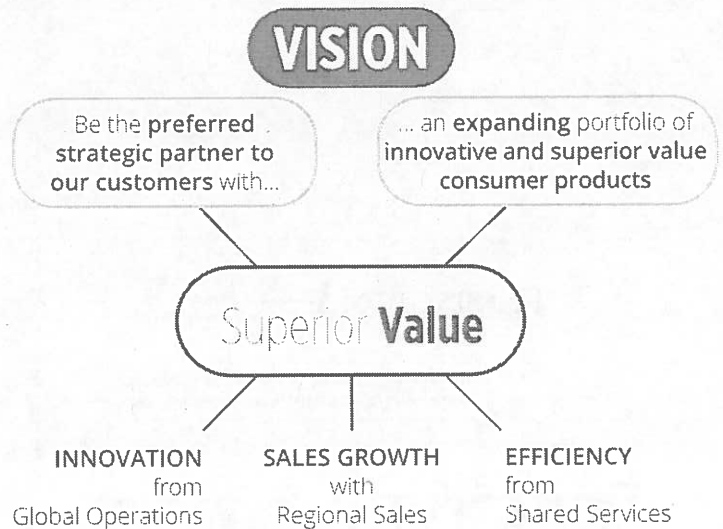 VISION
Be the preferred
strategic partner to
our customers with...
... an expanding portfolio of
innovative and superior value
consumer products
Superior Value
INNOVATION
from
Global Operations
SALES GROWTH
with
Regional Sales
EFFICIENCY
from
Shared Services